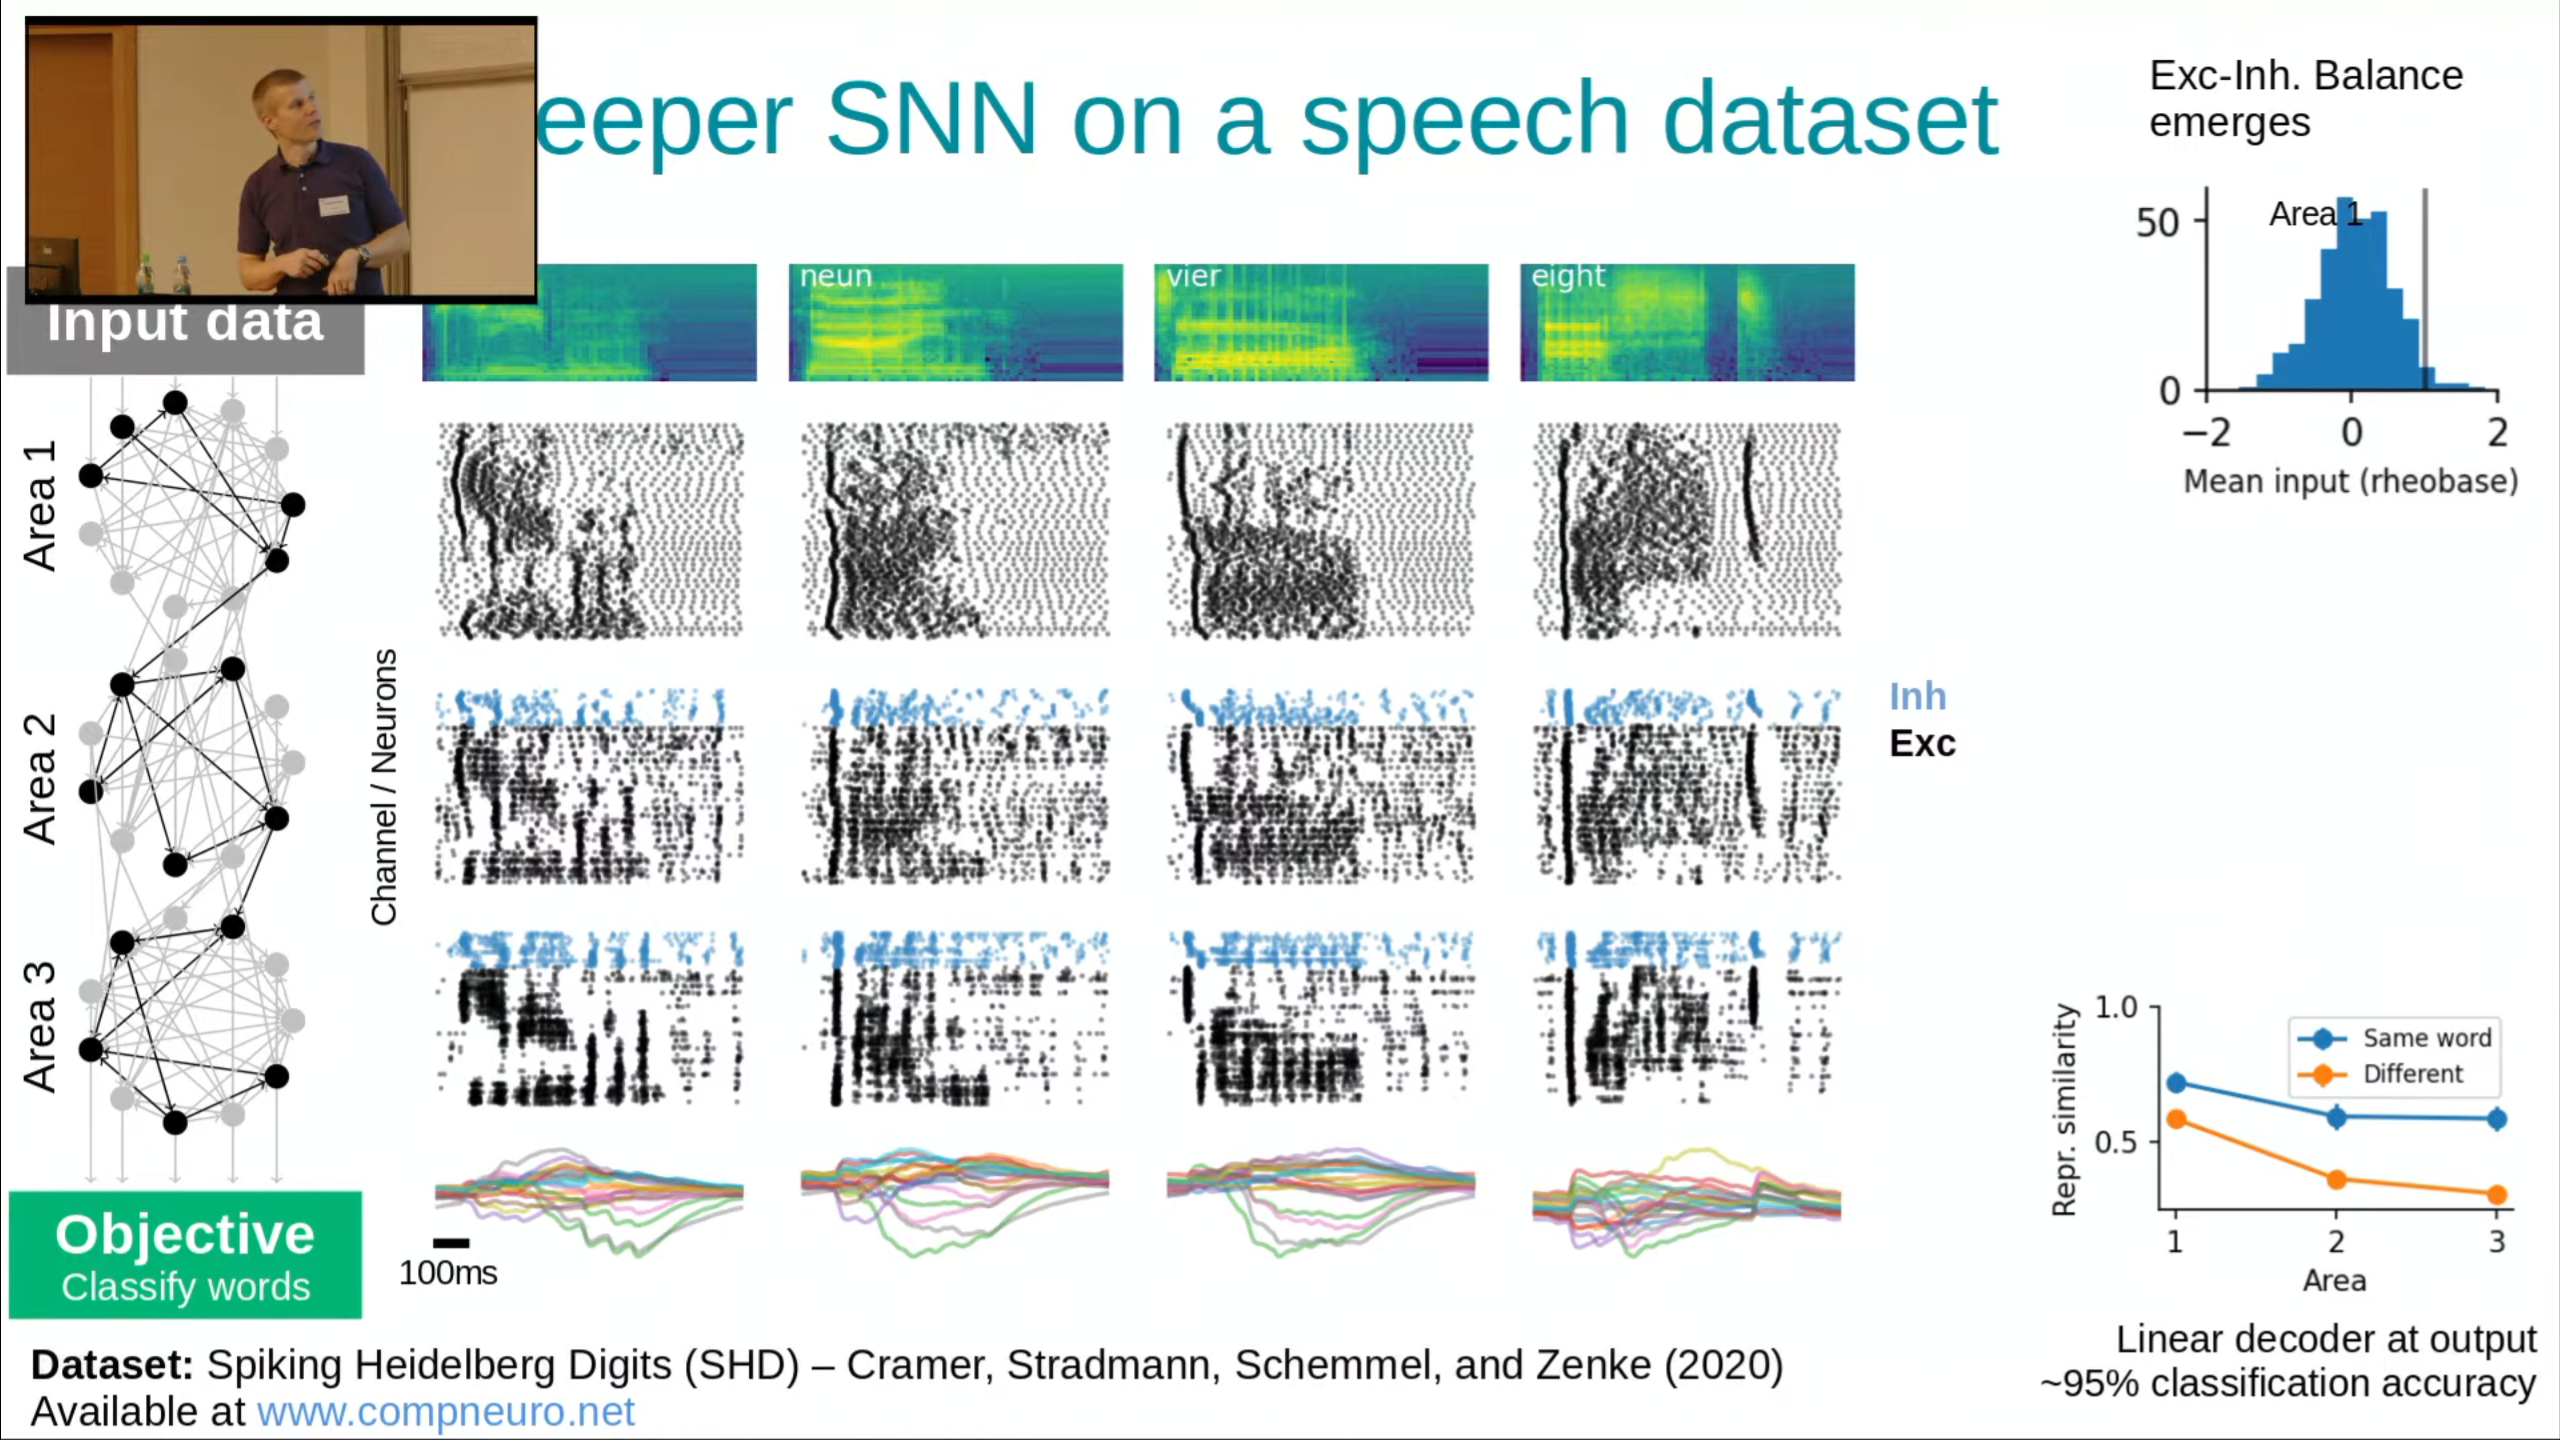 eeper SNN on a speech dataset
Exc-Inh. Balance
emerges
Area 1
50
0
−2
0
2
Mean input (rheobase)
neun
vier
eight
Input data
Area 1
Area 2
Area 3
Channel / Neurons
Inh
Exc
1.0
0.5
Repr. similarity
Same word
Different
1
2
3
Area
Objective
Classify words
100ms
Linear decoder at output
~95% classification accuracy
Dataset: Spiking Heidelberg Digits (SHD) – Cramer, Stradmann, Schemmel, and Zenke (2020)
Available at www.compneuro.net